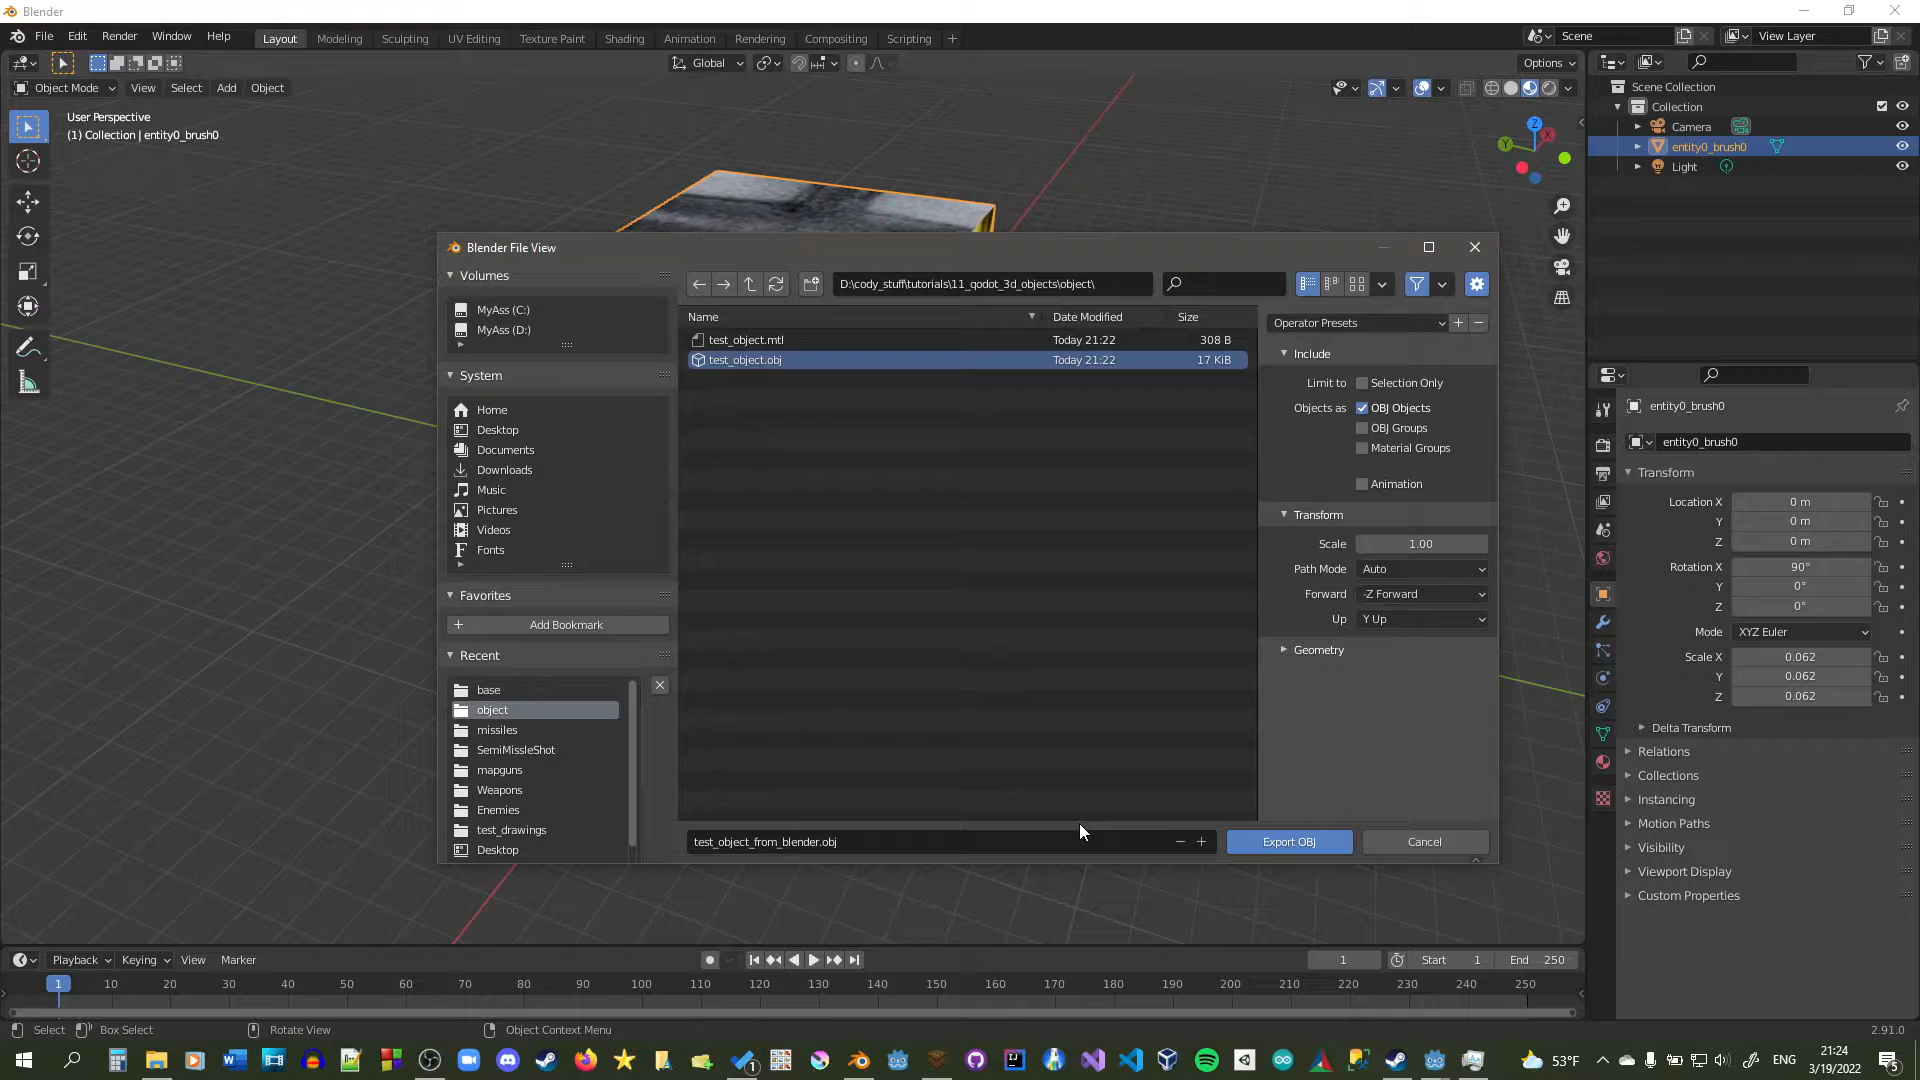 Blender
File Edit Render Window Help Layout Modeling Sculpting UV Editing Texture Paint Shading Animation Rendering Compositing Scripting + Scene View Layer
Global Options
Object Mode View Select Add Object
User Perspective
(1) Collection | entity0_brush0
Z
X
Y
Scene Collection
Collection
Camera
entity0_brush0
Light
Blender File View
Volumes
MyAss (C:)
MyAss (D:)
System
Home
Desktop
Documents
Downloads
Music
Pictures
Videos
Fonts
Favorites
Add Bookmark
Recent
base
object
missiles
SemiMissleShot
mapguns
Weapons
Enemies
test_drawings
Desktop
D:\cody_stuff\tutorials\11_qodot_3d_objects\object\
Name Date Modified Size
test_object.mtl Today 21:22 308 B
test_object.obj Today 21:22 17 KiB
test_object_from_blender.obj
Operator Presets
Include
Limit to Selection Only
Objects as OBJ Objects
OBJ Groups
Material Groups
Animation
Transform
Scale 1.00
Path Mode Auto
Forward -Z Forward
Up Y Up
Geometry
Export OBJ Cancel
entity0_brush0
entity0_brush0
Transform
Location X 0 m
Y 0 m
Z 0 m
Rotation X 90°
Y 0°
Z 0°
Mode XYZ Euler
Scale X 0.062
Y 0.062
Z 0.062
Delta Transform
Relations
Collections
Instancing
Motion Paths
Visibility
Viewport Display
Custom Properties
Playback Keying View Marker 1 Start 1 End 250
1 10 20 30 40 50 60 70 80 90 100 110 120 130 140 150 160 170 180 190 200 210 220 230 240 250
Select Box Select Rotate View Object Context Menu 2.91.0
53°F ENG 21:24
3/19/2022
5
1